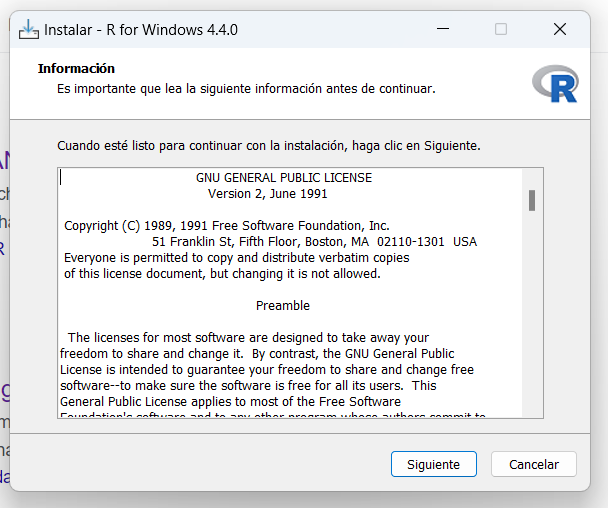 Instalar - R for Windows 4.4.0
Información
Es importante que lea la siguiente información antes de continuar.
R
Cuando esté listo para continuar con la instalación, haga clic en Siguiente.
GNU GENERAL PUBLIC LICENSE
Version 2, June 1991
Copyright (C) 1989, 1991 Free Software Foundation, Inc.
51 Franklin St, Fifth Floor, Boston, MA 02110-1301 USA
Everyone is permitted to copy and distribute verbatim copies
of this license document, but changing it is not allowed.
Preamble
The licenses for most software are designed to take away your
freedom to share and change it. By contrast, the GNU General Public
License is intended to guarantee your freedom to share and change free
software--to make sure the software is free for all its users. This
General Public License applies to most of the Free Software
Foundation's software and to any other program whose authors commit to
Siguiente
Cancelar